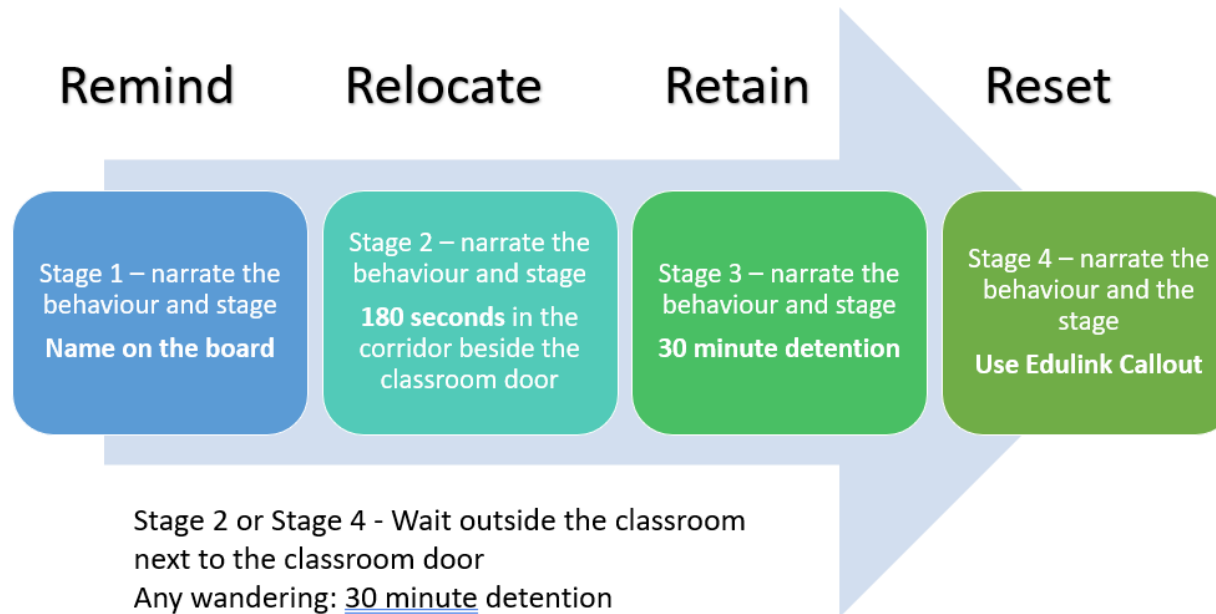 Remind
Relocate
Retain
Reset
Stage 1 – narrate the
behaviour and stage
Name on the board
Stage 2 – narrate the
behaviour and stage
180 seconds in the
corridor beside the
classroom door
Stage 3 – narrate the
behaviour and stage
30 minute detention
Stage 4 – narrate the
behaviour and the
stage
Use Edulink Callout
Stage 2 or Stage 4 - Wait outside the classroom
next to the classroom door
Any wandering: 30 minute detention